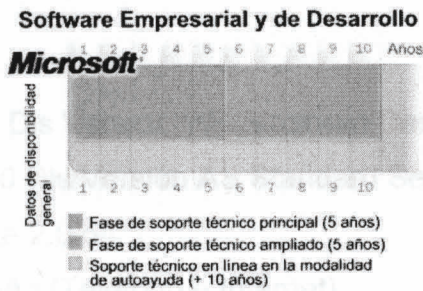 Software Empresarial y de Desarrollo
1 2 3 4 5 6 7 8 9 10 Años
Microsoft
Datos de disponibilidad
general
1 2 3 4 5 6 7 8 9 10
Fase de soporte técnico principal (5 años)
Fase de soporte técnico ampliado (5 años)
Soporte técnico en línea en la modalidad
de autoayuda (+ 10 años)